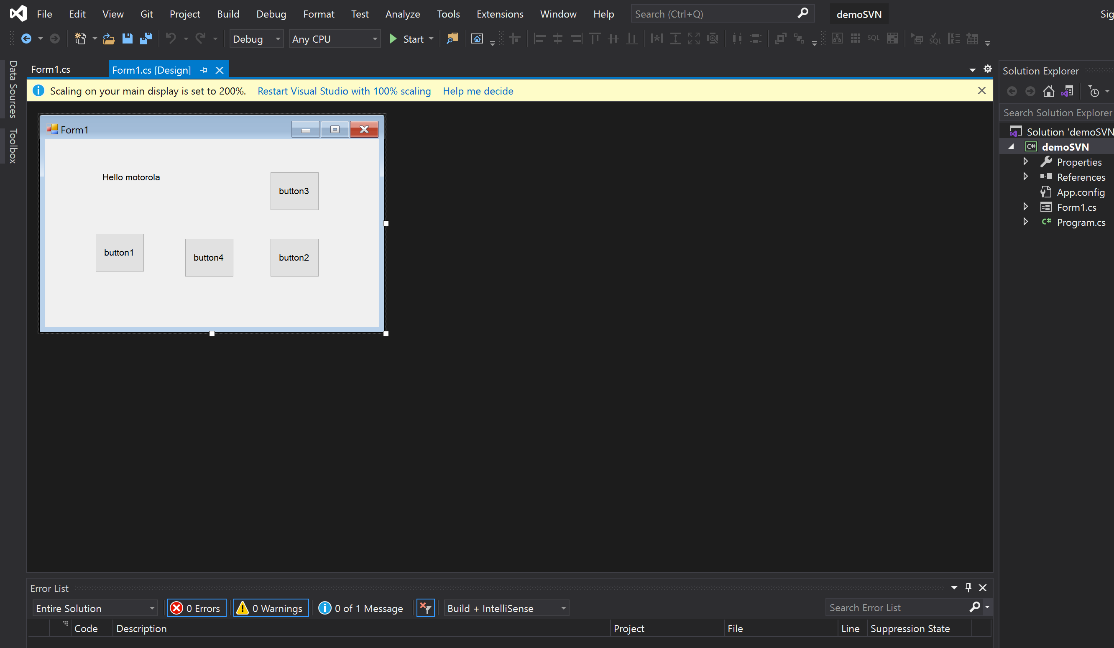 File Edit View Git Project Build Debug Format Test Analyze Tools Extensions Window Help Search (Ctrl+Q) demoSVN
Debug Any CPU Start
Data Sources
Toolbox
Form1.cs Form1.cs [Design]
Scaling on your main display is set to 200%. Restart Visual Studio with 100% scaling Help me decide
Form1
Hello motorola
button3
button1
button4
button2
Solution Explorer
Search Solution Explorer
Solution 'demoSVN
demoSVN
Properties
References
App.config
Form1.cs
Program.cs
Error List
Entire Solution 0 Errors 0 Warnings 0 of 1 Message Build + IntelliSense Search Error List
Code Description Project File Line Suppression State